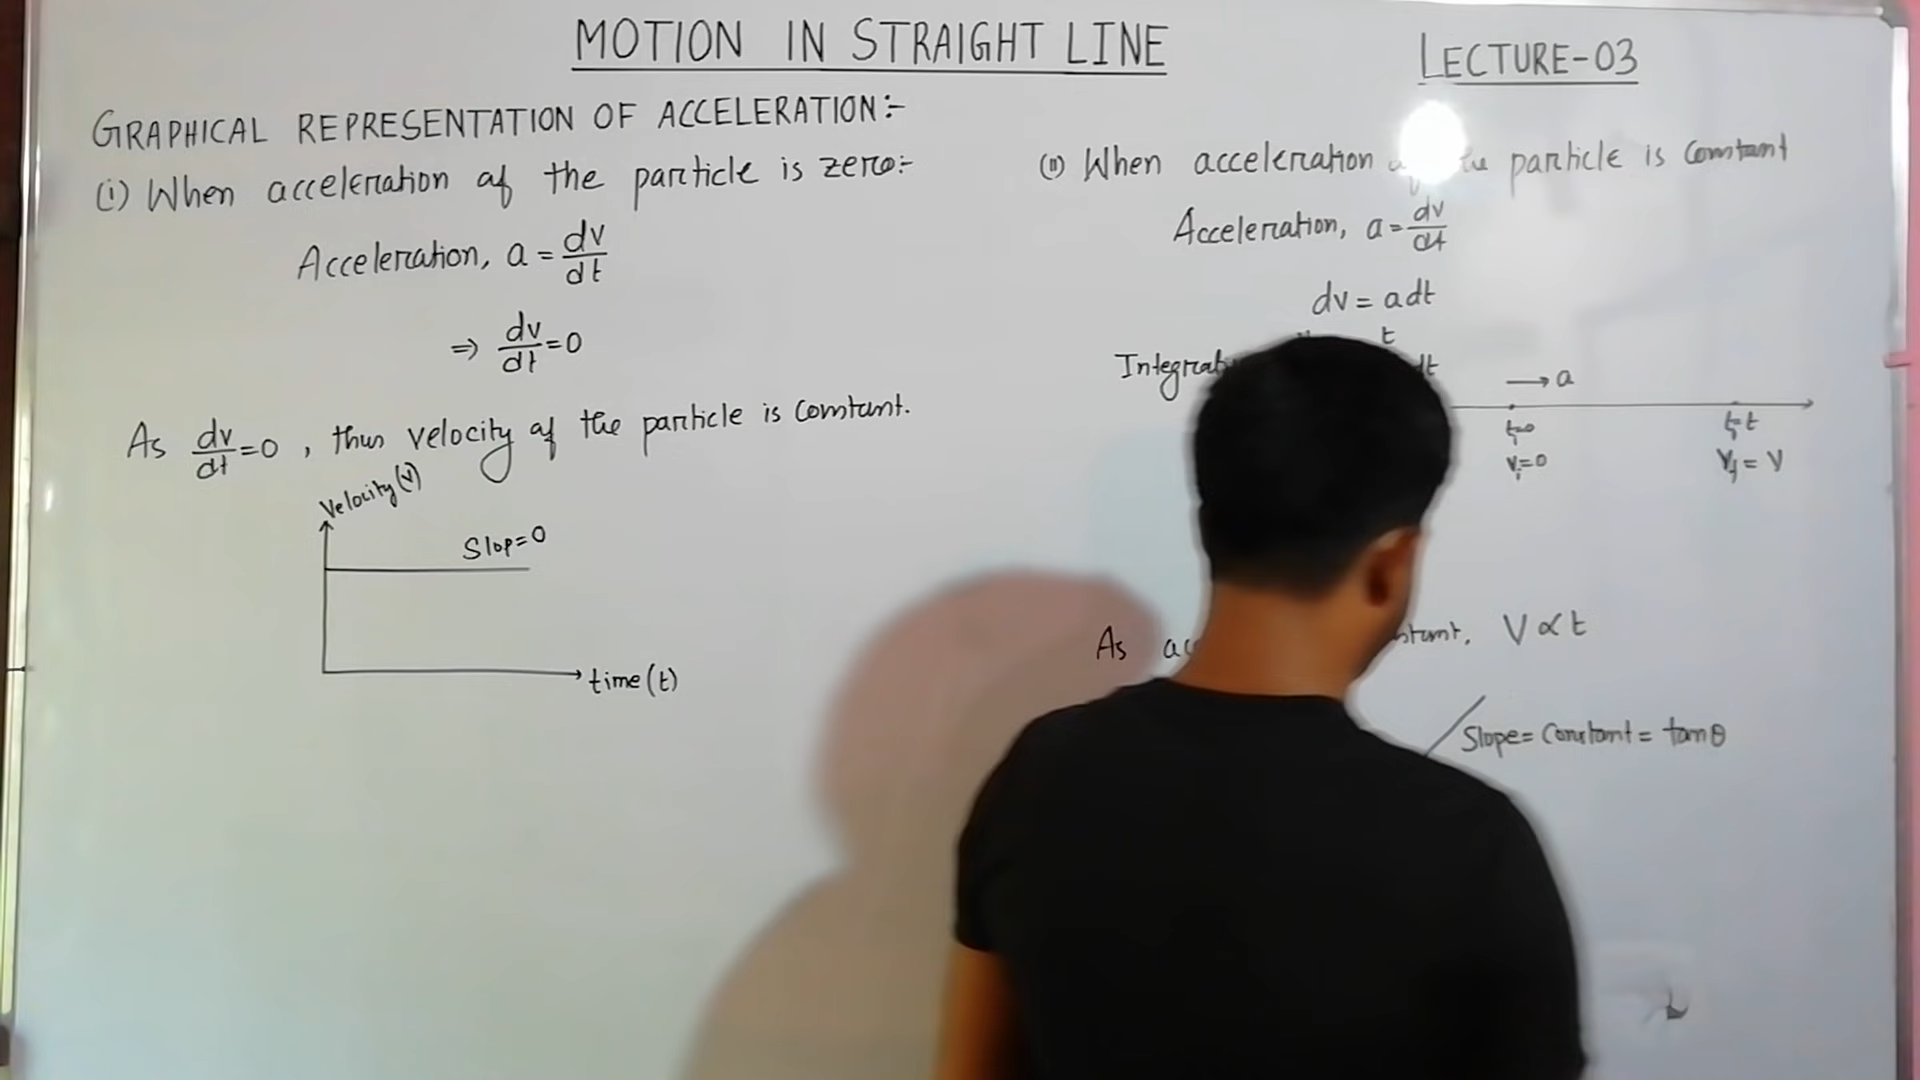 MOTION IN STRAIGHT LINE
LECTURE-03
GRAPHICAL REPRESENTATION OF ACCELERATION:-
(i) When acceleration of the particle is zero:-
Acceleration, a = dv/dt
⇒ dv/dt = 0
As dv/dt = 0, thus velocity of the particle is constant.
Velocity (v)
Slop = 0
time (t)
(ii) When acceleration particle is constant
Acceleration, a = dv/dt
dv = adt
t
dt
→ a
t=0
t=t
Vi=0
Vf = V
As V ∝ t
Slope = Constant = tanθ